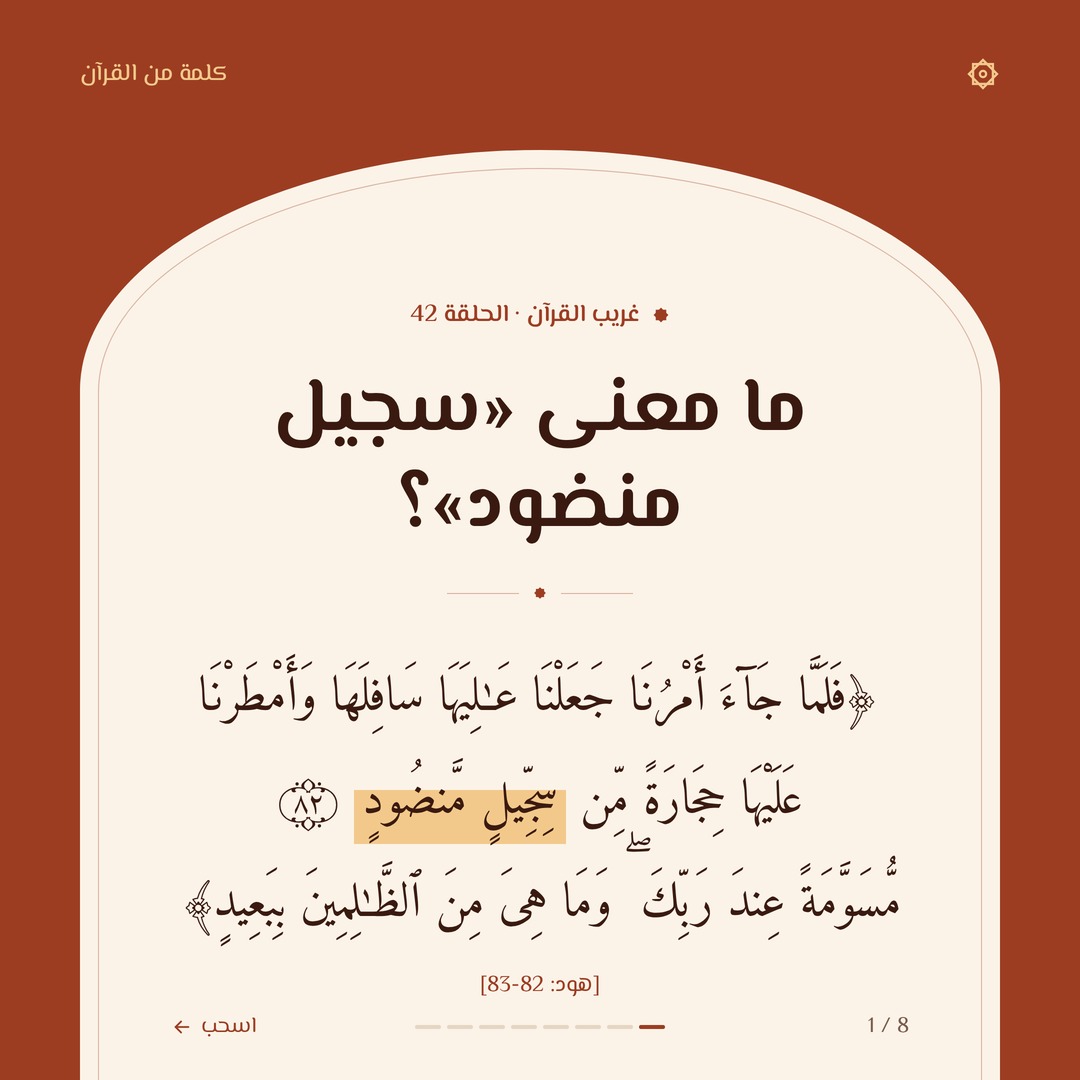 كلمة من القرآن
غريب القرآن · الحلقة 42
ما معنى «سجيل
منضود»؟
﴿فَلَمَّا جَآءَ أَمْرُنَا جَعَلْنَا عَـٰلِيَهَا سَافِلَهَا وَأَمْطَرْنَا
عَلَيْهَا حِجَارَةً مِّن سِجِّيلٍ مَّنضُودٍ ٨٢
مُّسَوَّمَةً عِندَ رَبِّكَ ۖ وَمَا هِىَ مِنَ ٱلظَّـٰلِمِينَ بِبَعِيدٍ﴾
[هود: 82-83]
1 / 8
اسحب ←